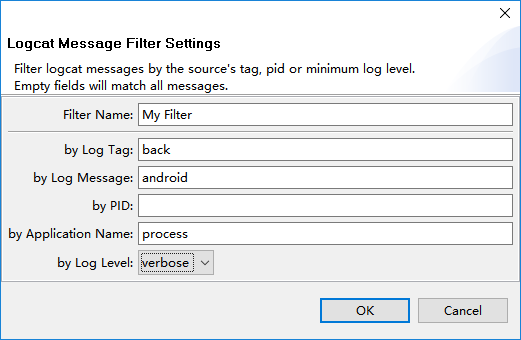 Logcat Message Filter Settings
Filter logcat messages by the source's tag, pid or minimum log level.
Empty fields will match all messages.
Filter Name: My Filter
by Log Tag: back
by Log Message: android
by PID:
by Application Name: process
by Log Level: verbose
OK Cancel